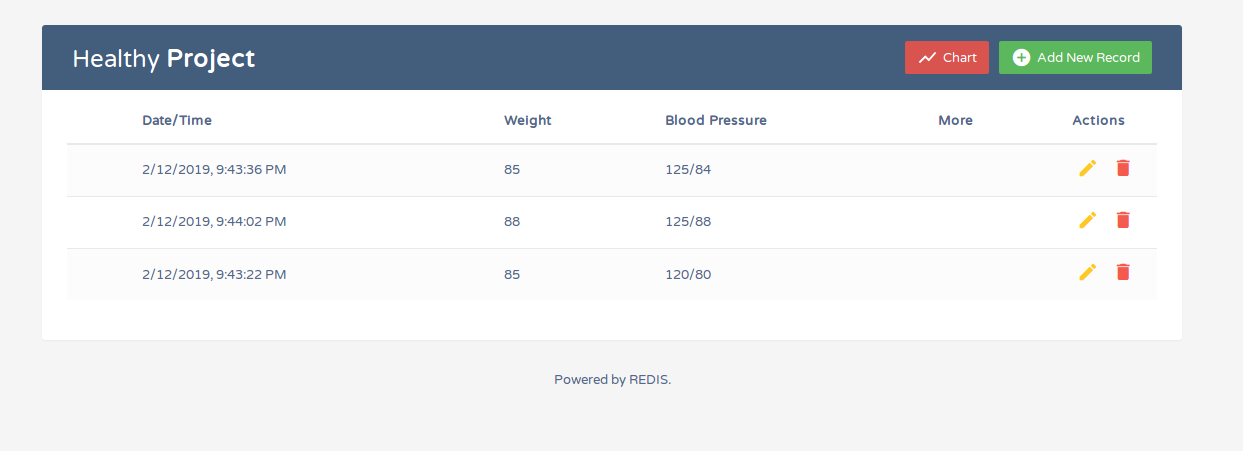 Healthy Project Chart Add New Record
Date/Time Weight Blood Pressure More Actions
2/12/2019, 9:43:36 PM 85 125/84
2/12/2019, 9:44:02 PM 88 125/88
2/12/2019, 9:43:22 PM 85 120/80
Powered by REDIS.